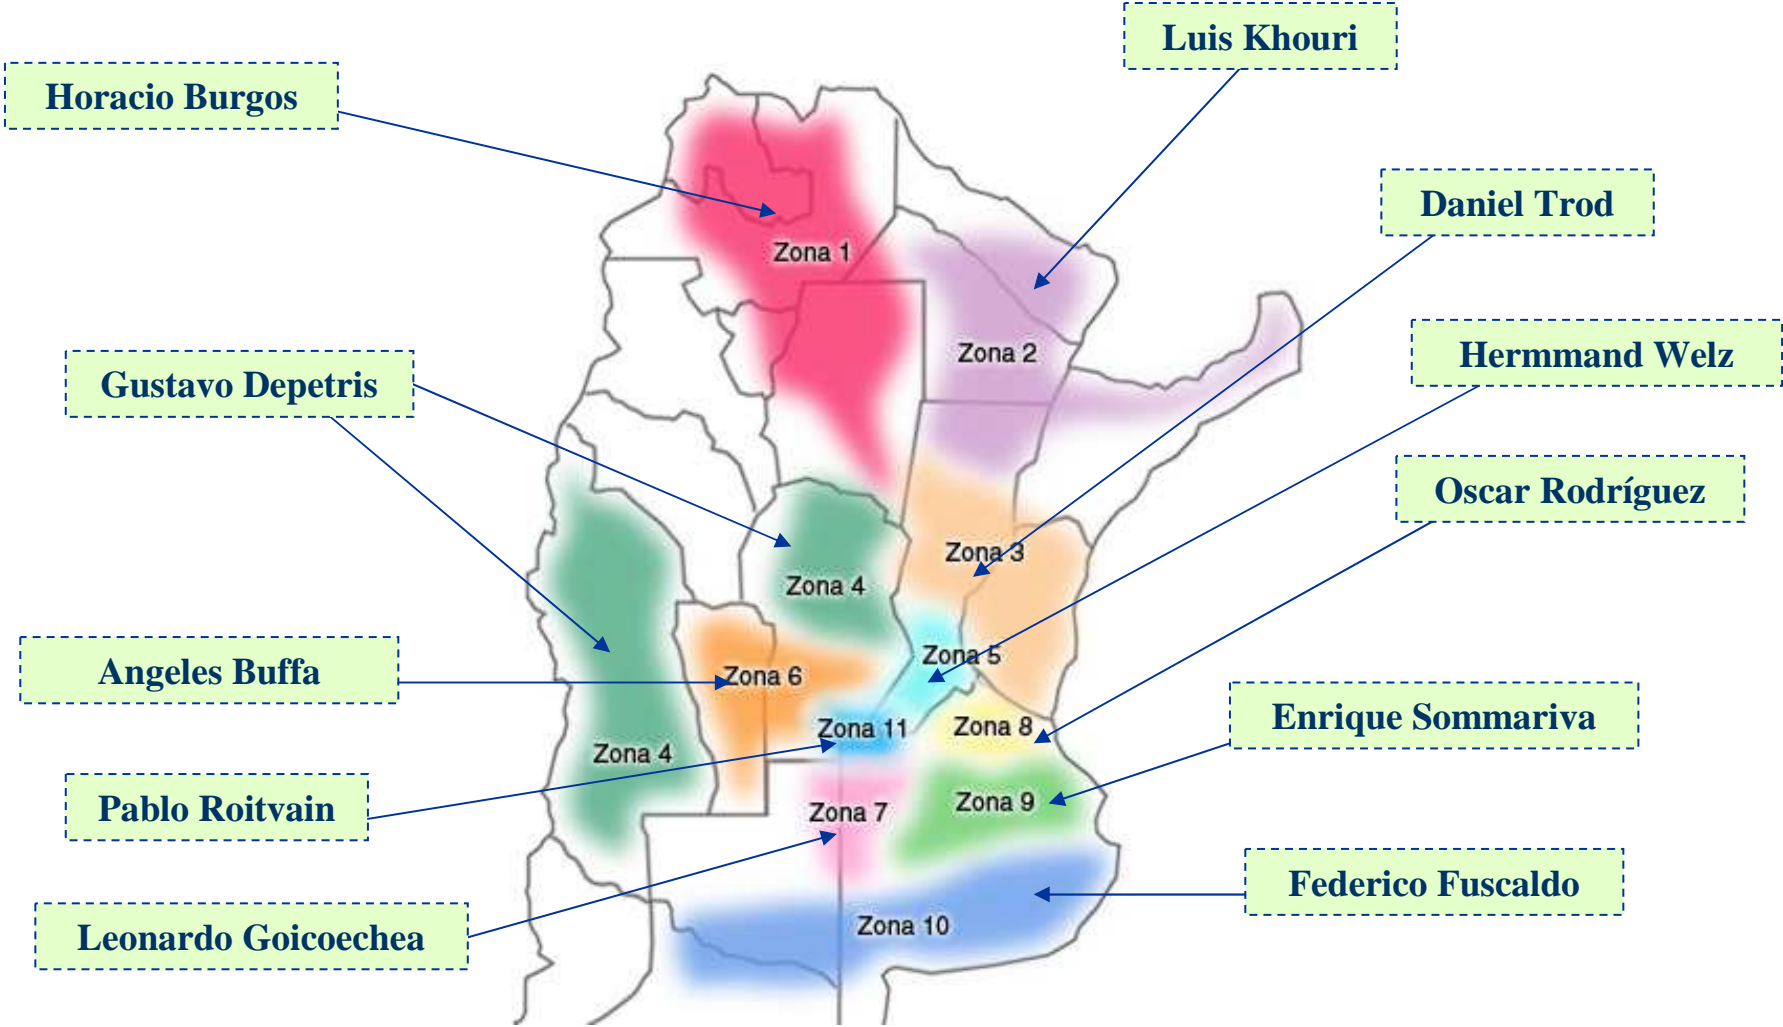 Luis Khouri
Horacio Burgos
Daniel Trod
Zona 1
Hermmand Welz
Zona 2
Gustavo Depetris
Oscar Rodríguez
Zona 3
Zona 4
Zona 5
Angeles Buffa
Zona 6
Enrique Sommariva
Zona 11
Zona 8
Zona 4
Pablo Roitvain
Zona 7
Zona 9
Federico Fuscaldo
Zona 10
Leonardo Goicoechea